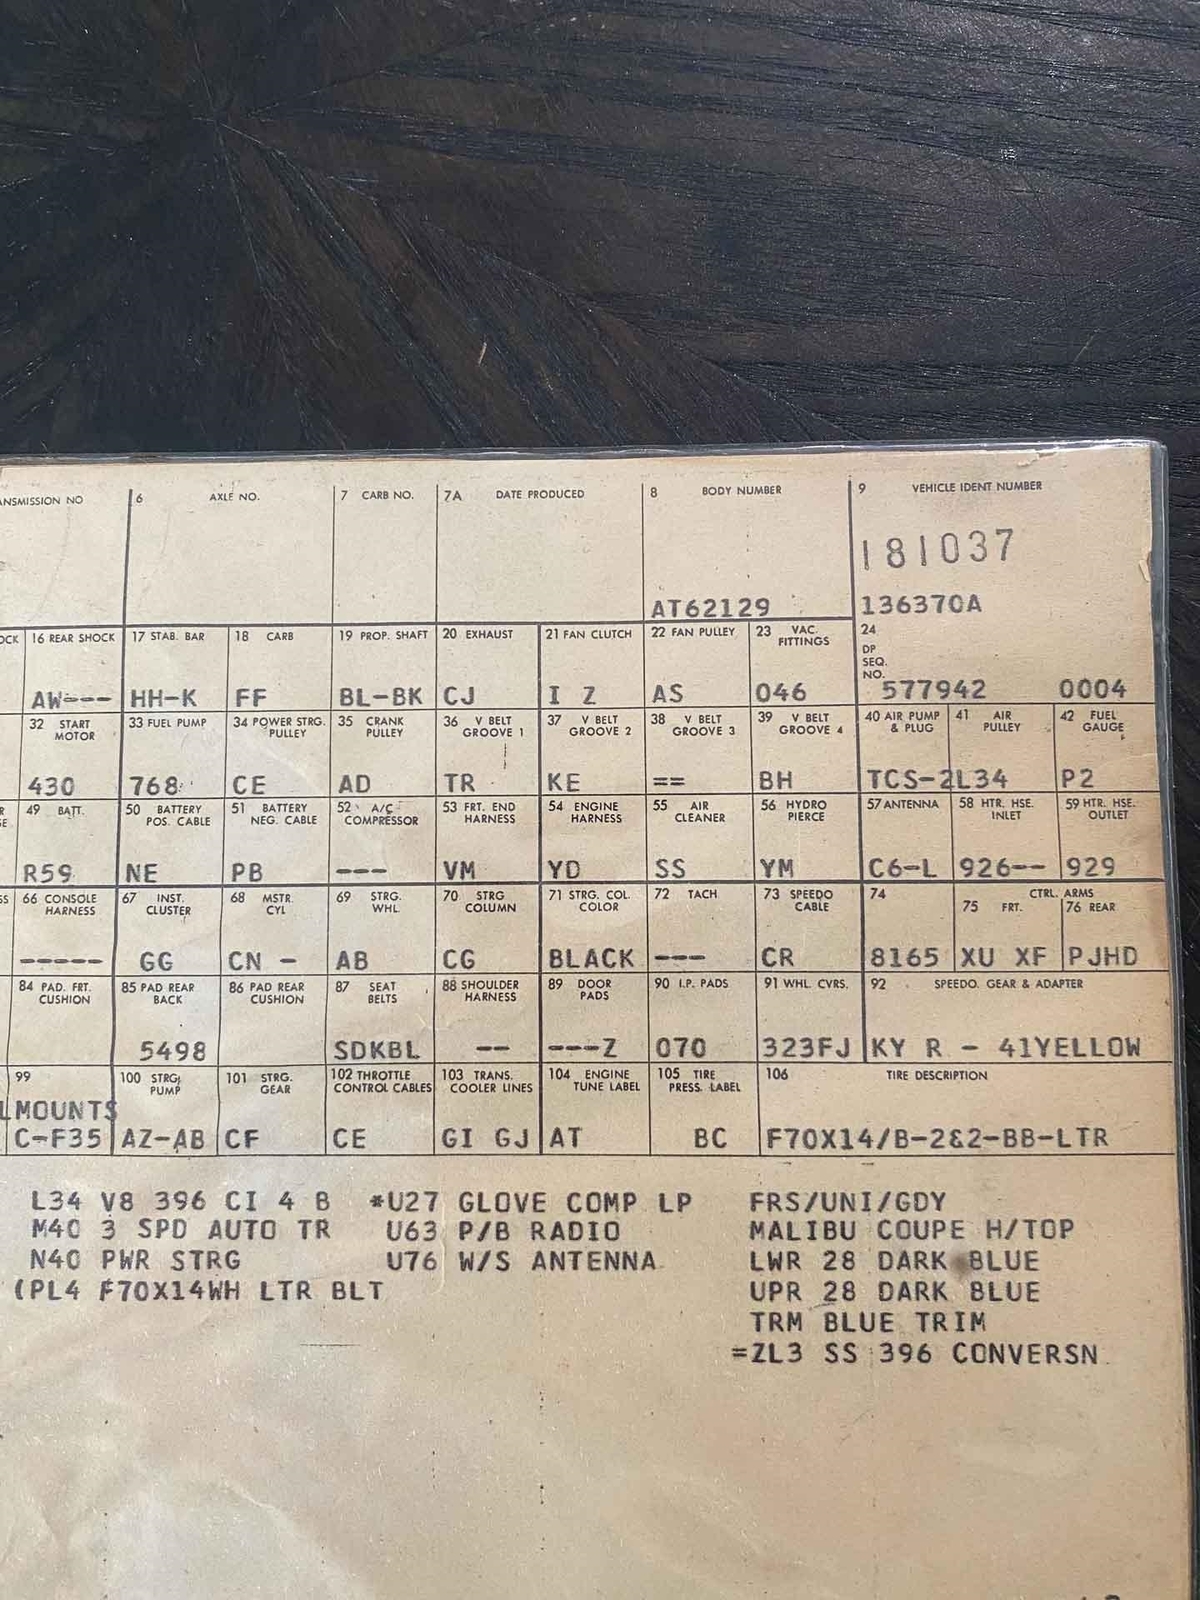 ANSMISSION NO 6 AXLE NO. 7 CARB NO. 7A DATE PRODUCED 8 BODY NUMBER 9 VEHICLE IDENT NUMBER
181037
AT62129 136370A
OCK 16 REAR SHOCK 17 STAB. BAR 18 CARB 19 PROP. SHAFT 20 EXHAUST 21 FAN CLUTCH 22 FAN PULLEY 23 VAC. FITTINGS 24 DP SEQ. NO.
AW---- HH-K FF BL-BK CJ I Z AS 046 577942 0004
32 START MOTOR 33 FUEL PUMP 34 POWER STRG. PULLEY 35 CRANK PULLEY 36 V BELT GROOVE 1 37 V BELT GROOVE 2 38 V BELT GROOVE 3 39 V BELT GROOVE 4 40 AIR PUMP & PLUG 41 AIR PULLEY 42 FUEL GAUGE
430 768 CE AD TR KE == BH TCS-2L34 P2
49 BATT. 50 BATTERY POS. CABLE 51 BATTERY NEG. CABLE 52 A/C COMPRESSOR 53 FRT. END HARNESS 54 ENGINE HARNESS 55 AIR CLEANER 56 HYDRO PIERCE 57 ANTENNA 58 HTR. HSE. INLET 59 HTR. HSE. OUTLET
R59 NE PB --- VM YD SS YM C6-L 926-- 929
66 CONSOLE HARNESS 67 INST. CLUSTER 68 MSTR. CYL 69 STRG. WHL. 70 STRG COLUMN 71 STRG. COL. COLOR 72 TACH 73 SPEEDO CABLE 74 CTRL. ARMS 75 FRT. 76 REAR
----- GG CN - AB CG BLACK --- CR 8165 XU XF PJHD
84 PAD. FRT. CUSHION 85 PAD REAR BACK 86 PAD REAR CUSHION 87 SEAT BELTS 88 SHOULDER HARNESS 89 DOOR PADS 90 I.P. PADS 91 WHL. CVRS. 92 SPEEDO. GEAR & ADAPTER
5498 SDKBL -- ---Z 070 323FJ KY R - 41YELLOW
99 100 STRG. PUMP 101 STRG. GEAR 102 THROTTLE CONTROL CABLES 103 TRANS. COOLER LINES 104 ENGINE TUNE LABEL 105 TIRE PRESS. LABEL 106 TIRE DESCRIPTION
LMOUNTS
C-F35 AZ-AB CF CE GI GJ AT BC F70X14/B-2&2-BB-LTR
L34 V8 396 CI 4 B *U27 GLOVE COMP LP FRS/UNI/GDY
M40 3 SPD AUTO TR U63 P/B RADIO MALIBU COUPE H/TOP
N40 PWR STRG U76 W/S ANTENNA LWR 28 DARK BLUE
(PL4 F70X14WH LTR BLT UPR 28 DARK BLUE
TRM BLUE TRIM
=ZL3 SS 396 CONVERSN